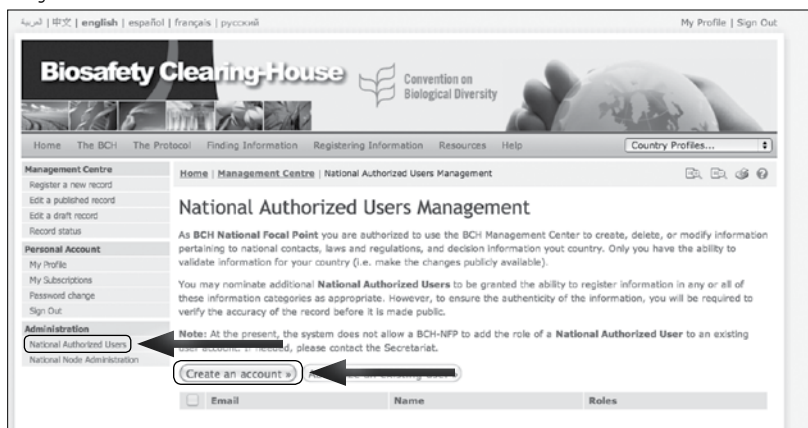 عربي | 中文 | english | español | français | русский
My Profile | Sign Out
Biosafety Clearing-House
Convention on
Biological Diversity
Home The BCH The Protocol Finding Information Registering Information Resources Help
Country Profiles...
Management Centre
Register a new record
Edit a published record
Edit a draft record
Record status
Personal Account
My Profile
My Subscriptions
Password change
Sign Out
Administration
National Authorized Users
National Node Administration
Home | Management Centre | National Authorized Users Management
National Authorized Users Management
As BCH National Focal Point you are authorized to use the BCH Management Center to create, delete, or modify information
pertaining to national contacts, laws and regulations, and decision information yout country. Only you have the ability to
validate information for your country (i.e. make the changes publicly available).
You may nominate additional National Authorized Users to be granted the ability to register information in any or all of
these information categories as appropriate. However, to ensure the authenticity of the information, you will be required to
verify the accuracy of the record before it is made public.
Note: At the present, the system does not allow a BCH-NFP to add the role of a National Authorized User to an existing
user account. If needed, please contact the Secretariat.
Create an account »
Email Name Roles